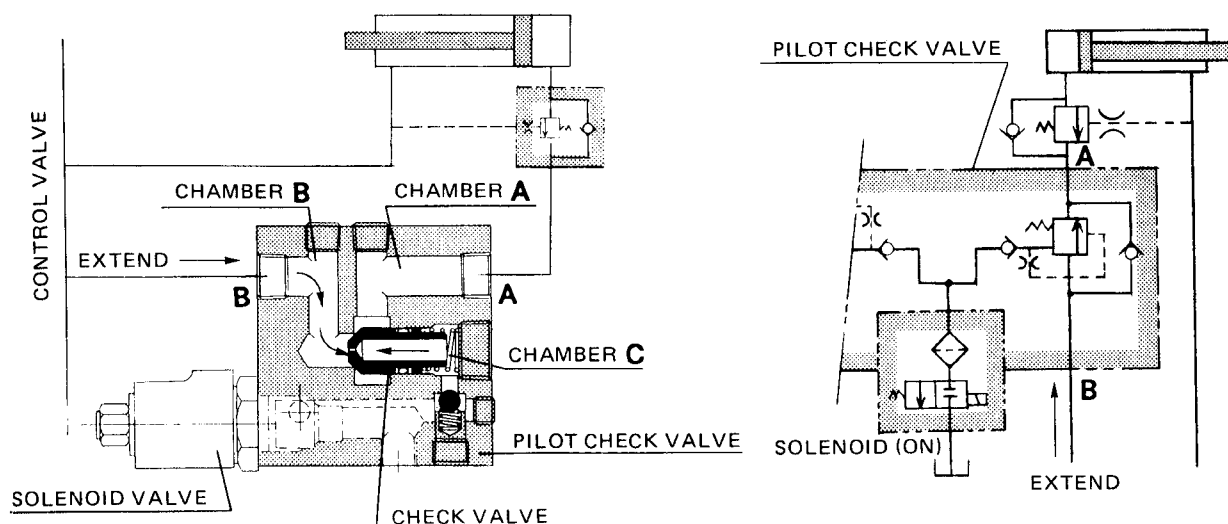 CONTROL VALVE
CHAMBER B
CHAMBER A
EXTEND
B
A
CHAMBER C
PILOT CHECK VALVE
SOLENOID VALVE
CHECK VALVE
PILOT CHECK VALVE
A
B
SOLENOID (ON)
EXTEND